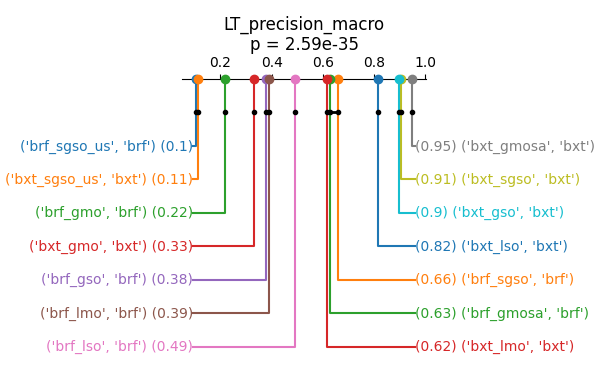 LT_precision_macro
p = 2.59e-35
0.2 0.4 0.6 0.8 1.0
('brf_sgso_us', 'brf') (0.1) (0.95) ('bxt_gmosa', 'bxt')
('bxt_sgso_us', 'bxt') (0.11) (0.91) ('bxt_sgso', 'bxt')
('brf_gmo', 'brf') (0.22) (0.9) ('bxt_gso', 'bxt')
('bxt_gmo', 'bxt') (0.33) (0.82) ('bxt_lso', 'bxt')
('brf_gso', 'brf') (0.38) (0.66) ('brf_sgso', 'brf')
('brf_lmo', 'brf') (0.39) (0.63) ('brf_gmosa', 'brf')
('brf_lso', 'brf') (0.49) (0.62) ('bxt_lmo', 'bxt')